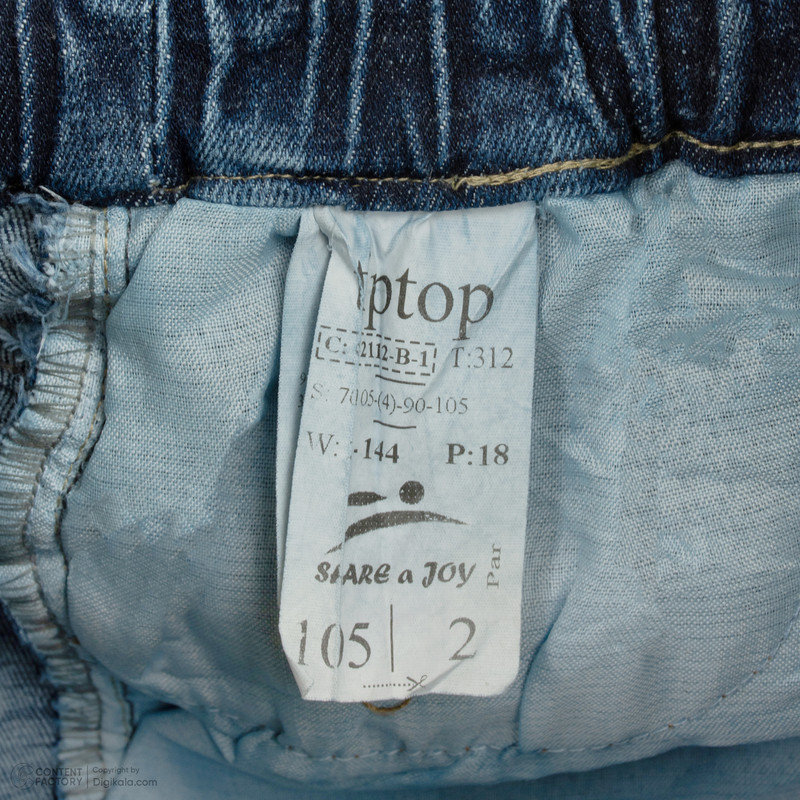 tiptop
C: 2112-B-1 T:312
S: 7005-(4)-90-105
W: -144 P:18
SHARE a JOY
Par
105 | 2
CONTENT FACTORY
Copyright by
Digikala.com